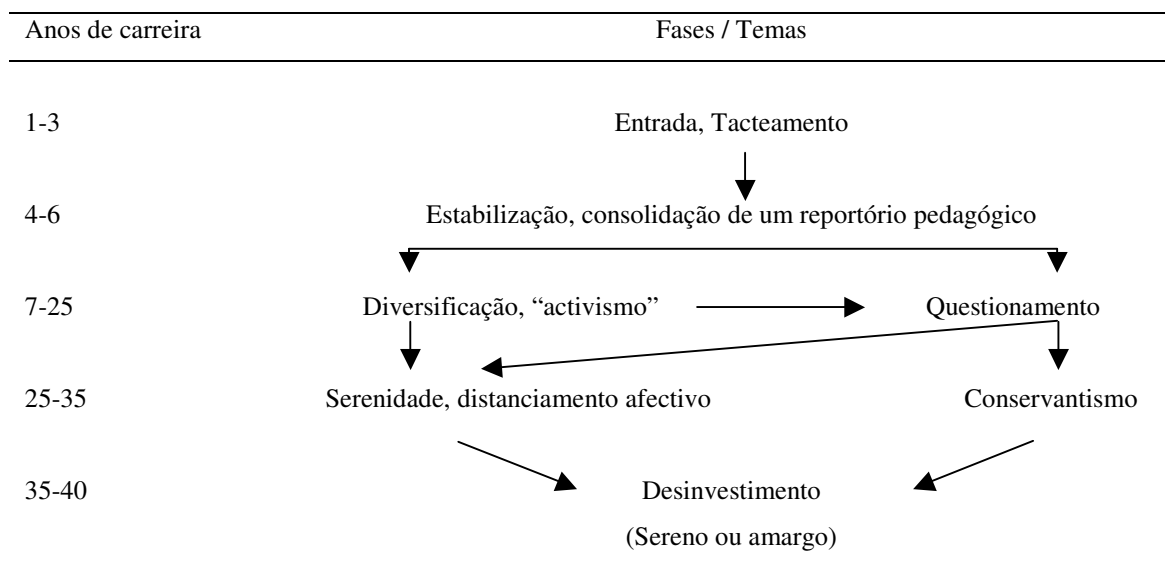 Anos de carreira Fases / Temas
1-3 Entrada, Tacteamento
4-6 Estabilização, consolidação de um reportório pedagógico
7-25 Diversificação, “activismo” Questionamento
25-35 Serenidade, distanciamento afectivo Conservantismo
35-40 Desinvestimento
(Sereno ou amargo)